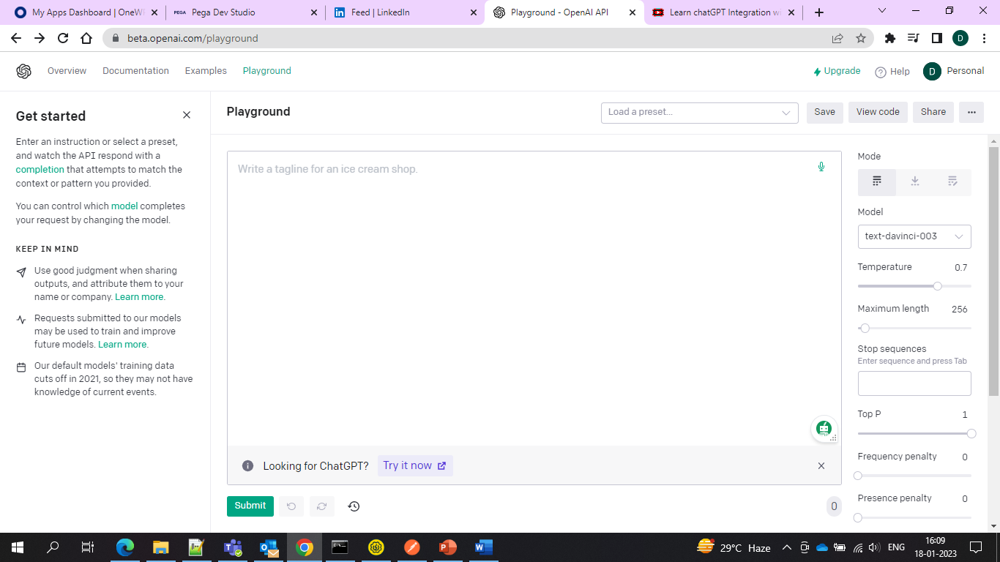 My Apps Dashboard | OneW
PEGA Pega Dev Studio
Feed | LinkedIn
Playground - OpenAI API
Learn chatGPT Integration wi
beta.openai.com/playground
D
Overview
Documentation
Examples
Playground
Upgrade
Help
D
Personal
Get started
Enter an instruction or select a preset,
and watch the API respond with a
completion that attempts to match the
context or pattern you provided.
You can control which model completes
your request by changing the model.
KEEP IN MIND
Use good judgment when sharing
outputs, and attribute them to your
name or company. Learn more.
Requests submitted to our models
may be used to train and improve
future models. Learn more.
Our default models' training data
cuts off in 2021, so they may not have
knowledge of current events.
Playground
Load a preset...
Save
View code
Share
Write a tagline for an ice cream shop.
Looking for ChatGPT?
Try it now
Submit
0
Mode
Model
text-davinci-003
Temperature 0.7
Maximum length 256
Stop sequences
Enter sequence and press Tab
Top P 1
Frequency penalty 0
Presence penalty 0
29°C Haze
ENG
16:09
18-01-2023